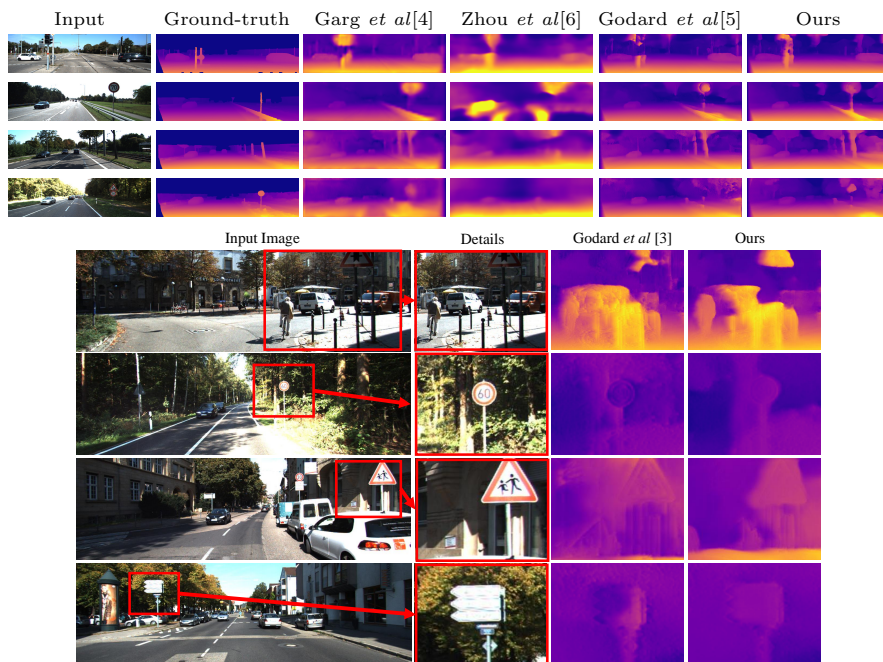 Input Ground-truth Garg et al[4] Zhou et al[6] Godard et al[5] Ours
Input Image Details Godard et al [3] Ours
60